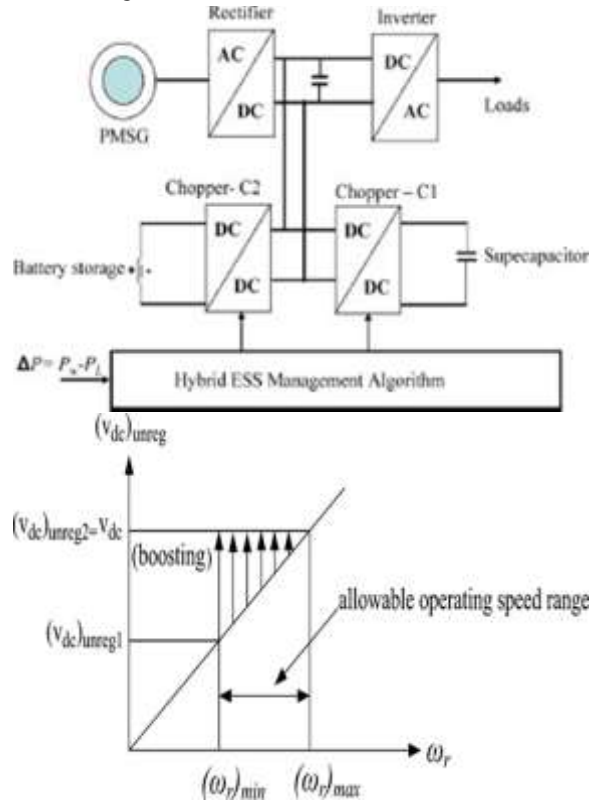 Rectifier
Inverter
AC
DC
DC
AC
PMSG
Loads
Chopper- C2
Chopper – C1
DC
DC
DC
DC
Battery storage
Supecapacitor
ΔP = Pw-PL
Hybrid ESS Management Algorithm
(vdc)unreg
(vdc)unreg2=vdc
(boosting)
allowable operating speed range
(vdc)unreg1
ωr
(ωr)min
(ωr)max